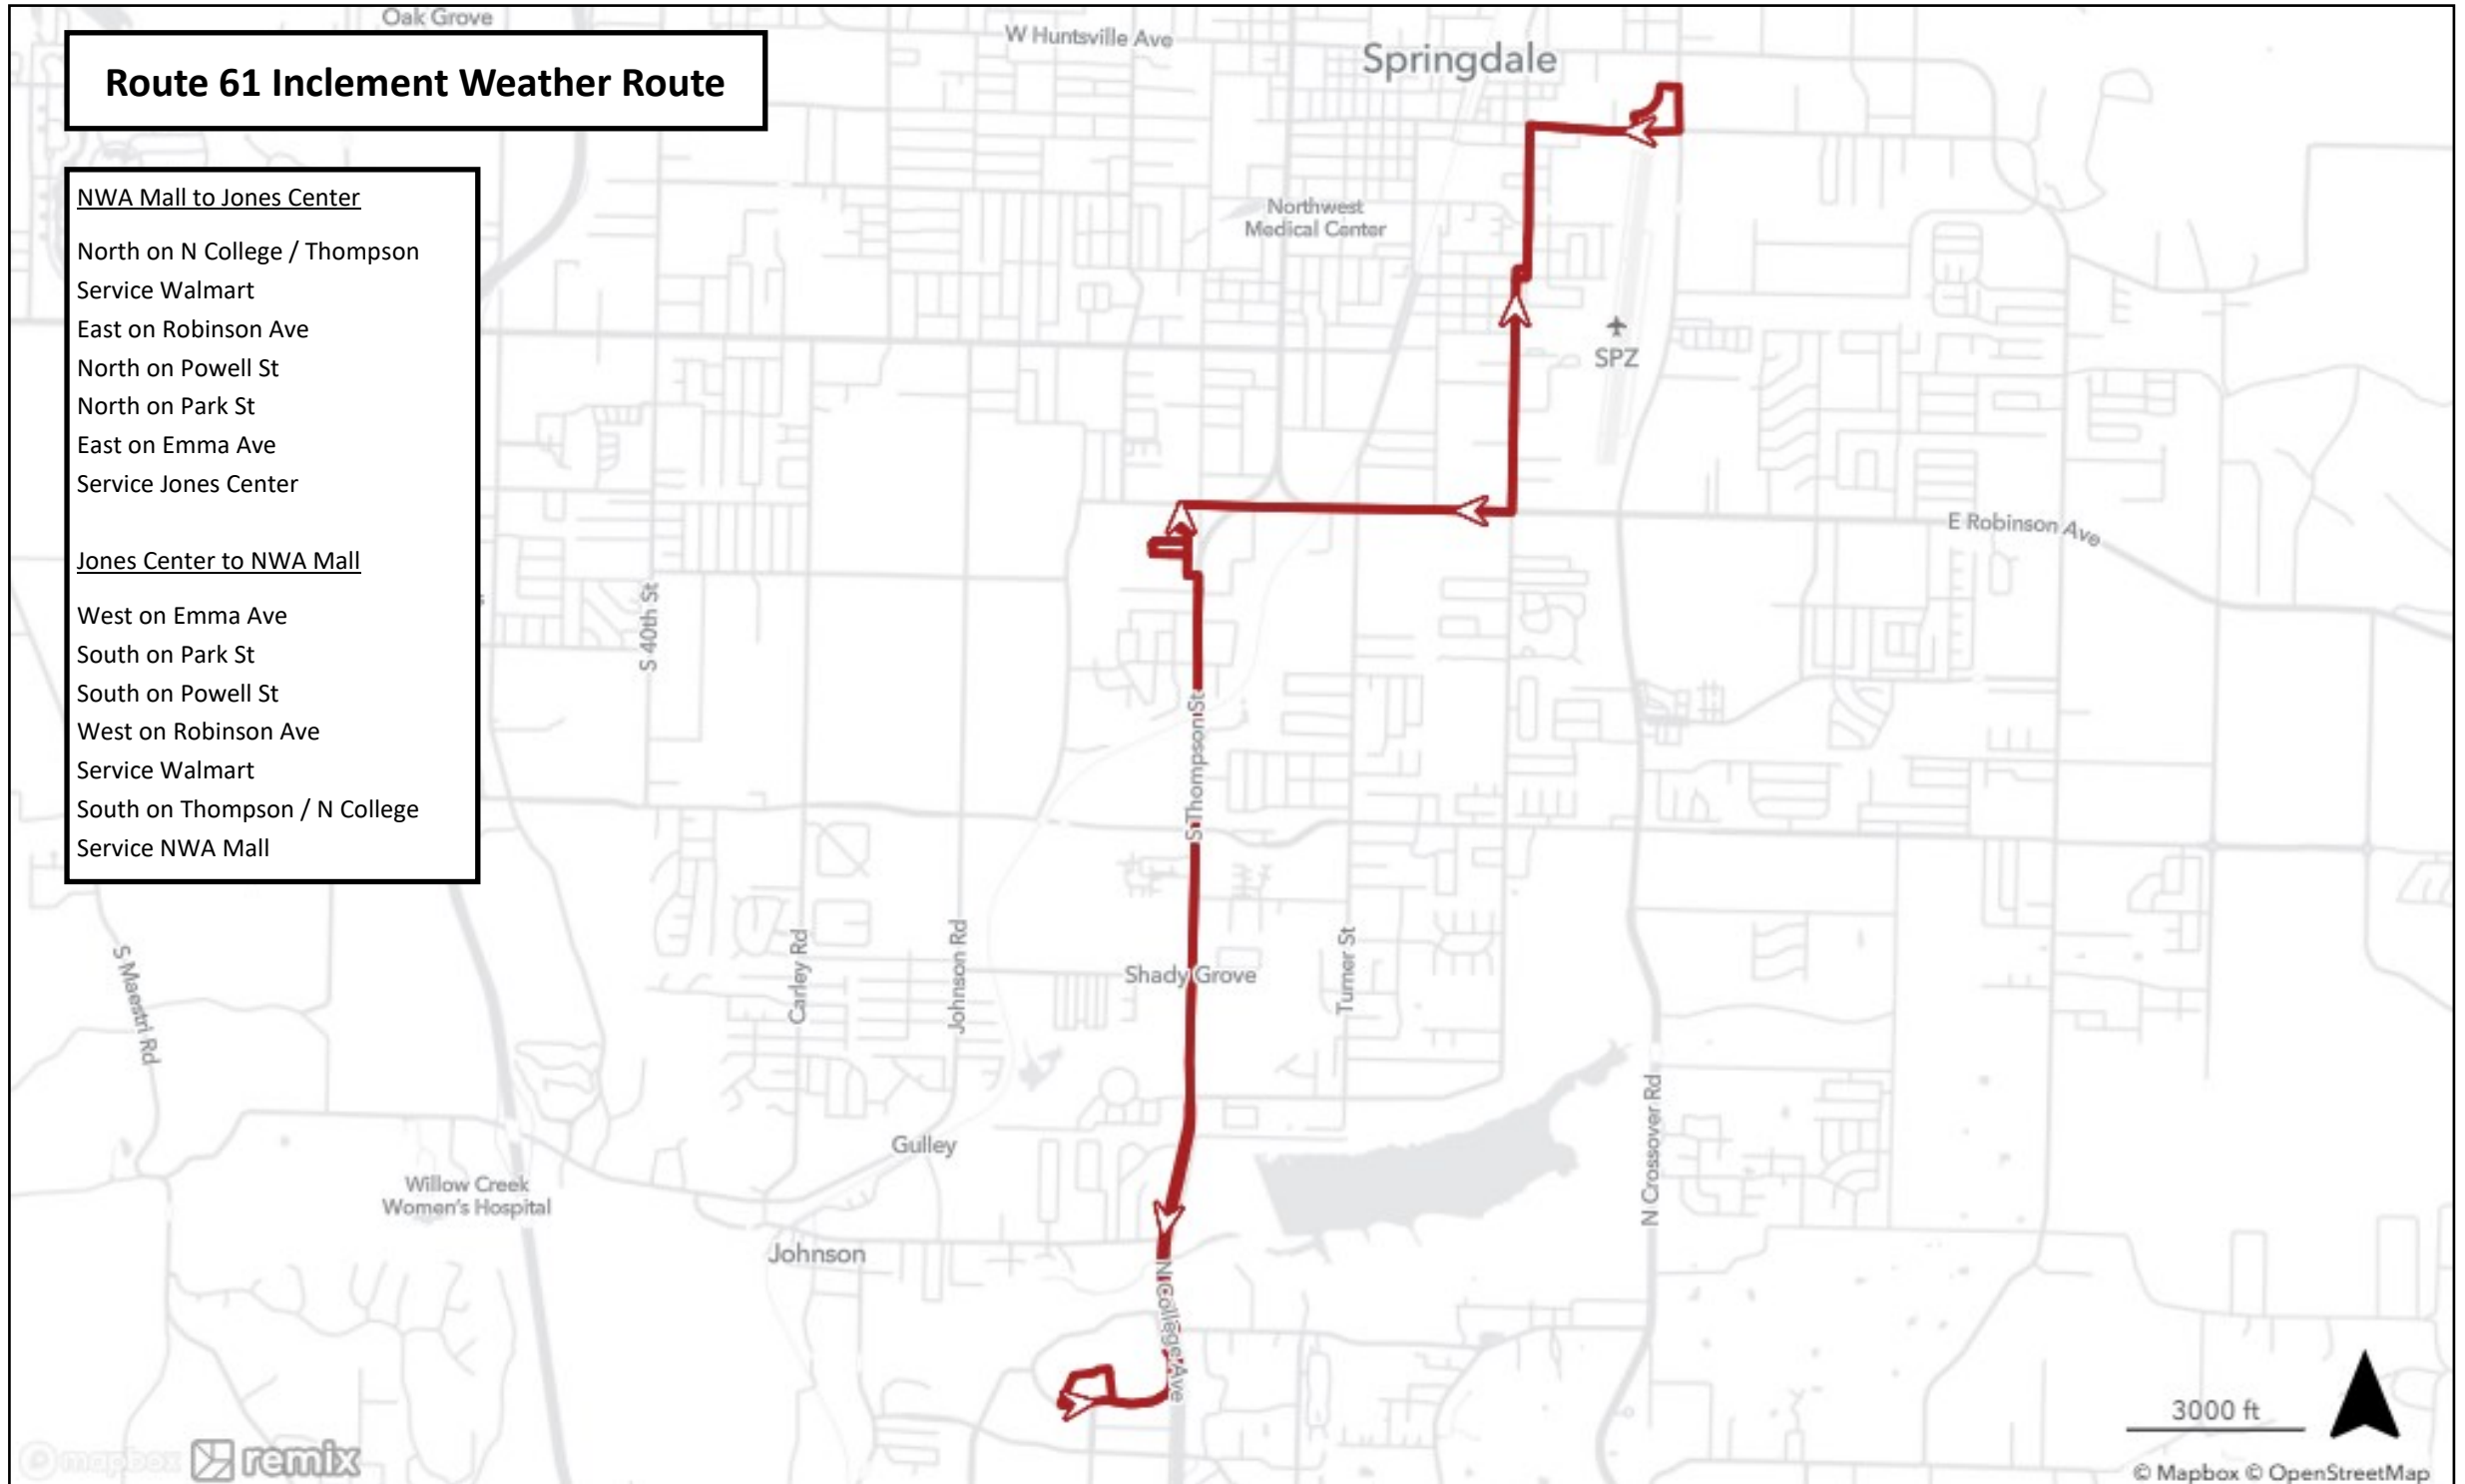 Oak Grove
W Huntsville Ave
Springdale
Route 61 Inclement Weather Route
NWA Mall to Jones Center
North on N College / Thompson
Service Walmart
East on Robinson Ave
North on Powell St
North on Park St
East on Emma Ave
Service Jones Center
Jones Center to NWA Mall
West on Emma Ave
South on Park St
South on Powell St
West on Robinson Ave
Service Walmart
South on Thompson / N College
Service NWA Mall
Northwest
Medical Center
SPZ
E Robinson Ave
S 40th St
S Thompson St
S Maestri Rd
Carley Rd
Johnson Rd
Shady Grove
Turner St
N Crossover Rd
Gulley
Willow Creek
Women's Hospital
Johnson
N College Ave
3000 ft
mapbox
remix
© Mapbox © OpenStreetMap